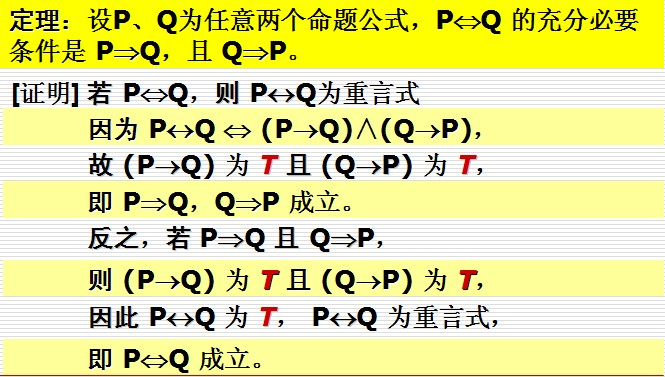 定理：设P、Q为任意两个命题公式，P⇔Q 的充分必要
条件是 P⇒Q，且 Q⇒P。
[证明] 若 P⇔Q，则 P↔Q为重言式
因为 P↔Q ⇔ (P→Q)∧(Q→P)，
故 (P→Q) 为 T 且 (Q→P) 为 T，
即 P⇒Q，Q⇒P 成立。
反之，若 P⇒Q 且 Q⇒P，
则 (P→Q) 为 T 且 (Q→P) 为 T，
因此 P↔Q 为 T， P↔Q 为重言式，
即 P⇔Q 成立。